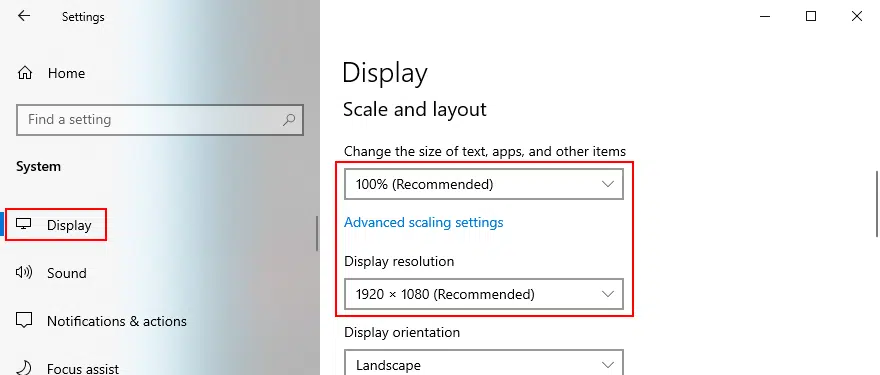 Settings
Home
Find a setting
System
Display
Sound
Notifications & actions
Focus assist
Display
Scale and layout
Change the size of text, apps, and other items
100% (Recommended)
Advanced scaling settings
Display resolution
1920 × 1080 (Recommended)
Display orientation
Landscape